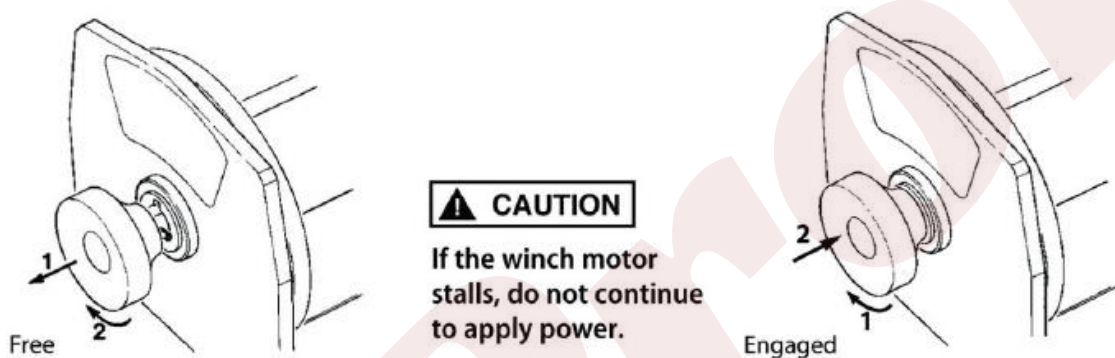 1
2
Free
CAUTION
If the winch motor
stalls, do not continue
to apply power.
2
1
Engaged